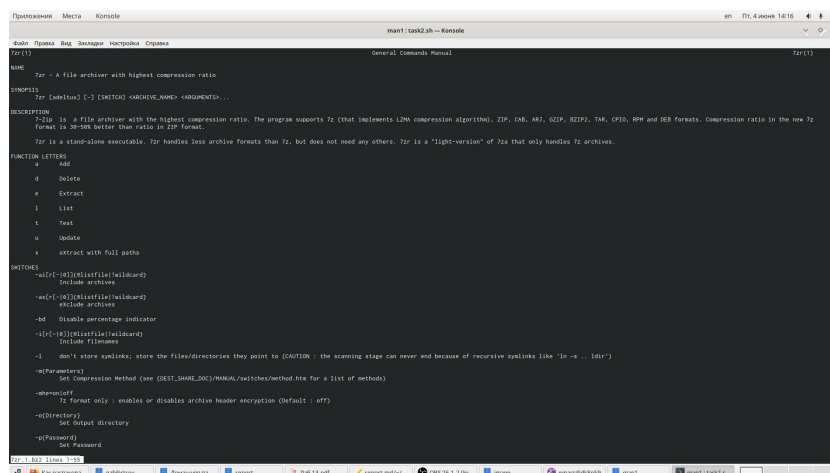 Приложения Места Konsole
en Пт, 4 июня 14:16
man1 : task2.sh — Konsole
Файл Правка Вид Закладки Настройка Справка
7zr(1) General Commands Manual 7zr(1)
NAME
7zr - A file archiver with highest compression ratio
SYNOPSIS
7zr [adeltux] [-] [SWITCH] <ARCHIVE_NAME> <ARGUMENTS>...
DESCRIPTION
7-Zip is a file archiver with the highest compression ratio. The program supports 7z (that implements LZMA compression algorithm), ZIP, CAB, ARJ, GZIP, BZIP2, TAR, CPIO, RPM and DEB formats. Compression ratio in the new 7z
format is 30-50% better than ratio in ZIP format.
7zr is a stand-alone executable. 7zr handles less archive formats than 7z, but does not need any others. 7zr is a "light-version" of 7za that only handles 7z archives.
FUNCTION LETTERS
a Add
d Delete
e Extract
l List
t Test
u Update
x eXtract with full paths
SWITCHES
-ai[r[-|0]]{@listfile|!wildcard}
Include archives
-ax[r[-|0]]{@listfile|!wildcard}
eXclude archives
-bd Disable percentage indicator
-i[r[-|0]]{@listfile|!wildcard}
Include filenames
-l don't store symlinks; store the files/directories they point to (CAUTION : the scanning stage can never end because of recursive symlinks like 'ln -s .. ldir')
-m{Parameters}
Set Compression Method (see {DEST_SHARE_DOC}/MANUAL/switches/method.htm for a list of methods)
-mhe=on|off
7z format only : enables or disables archive header encryption (Default : off)
-o{Directory}
Set Output directory
-p{Password}
Set Password
7zr.1.bz2 lines 1-55
report
image
man1